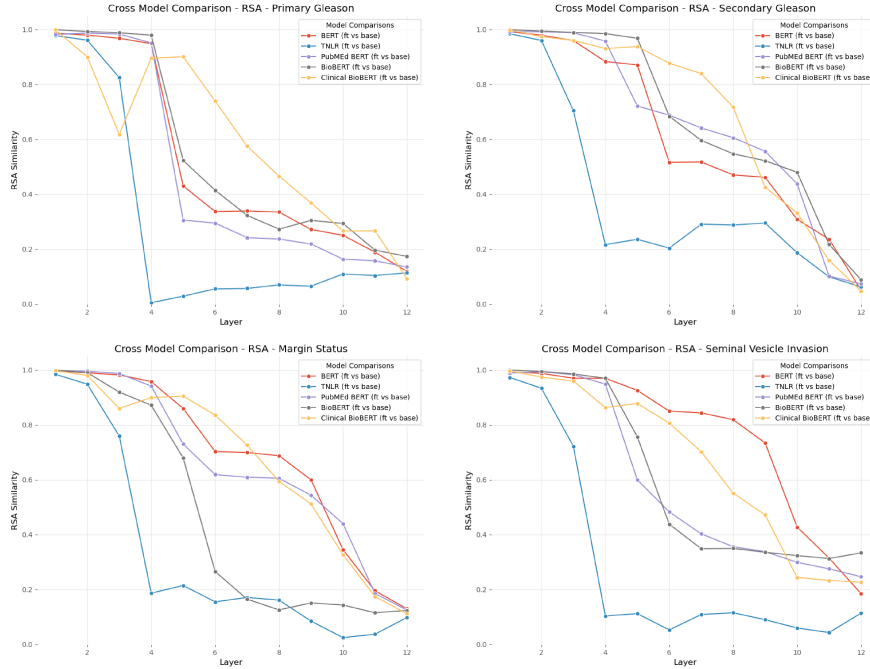 Cross Model Comparison - RSA - Primary Gleason
Model Comparisons
BERT (ft vs base)
TNLR (ft vs base)
PubMEd BERT (ft vs base)
BioBERT (ft vs base)
Clinical BioBERT (ft vs base)
RSA Similarity
1.0
0.8
0.6
0.4
0.2
0.0
2 4 6 8 10 12
Layer
Cross Model Comparison - RSA - Secondary Gleason
Model Comparisons
BERT (ft vs base)
TNLR (ft vs base)
PubMEd BERT (ft vs base)
BioBERT (ft vs base)
Clinical BioBERT (ft vs base)
RSA Similarity
1.0
0.8
0.6
0.4
0.2
0.0
2 4 6 8 10 12
Layer
Cross Model Comparison - RSA - Margin Status
Model Comparisons
BERT (ft vs base)
TNLR (ft vs base)
PubMEd BERT (ft vs base)
BioBERT (ft vs base)
Clinical BioBERT (ft vs base)
RSA Similarity
1.0
0.8
0.6
0.4
0.2
0.0
2 4 6 8 10 12
Layer
Cross Model Comparison - RSA - Seminal Vesicle Invasion
Model Comparisons
BERT (ft vs base)
TNLR (ft vs base)
PubMEd BERT (ft vs base)
BioBERT (ft vs base)
Clinical BioBERT (ft vs base)
RSA Similarity
1.0
0.8
0.6
0.4
0.2
0.0
2 4 6 8 10 12
Layer